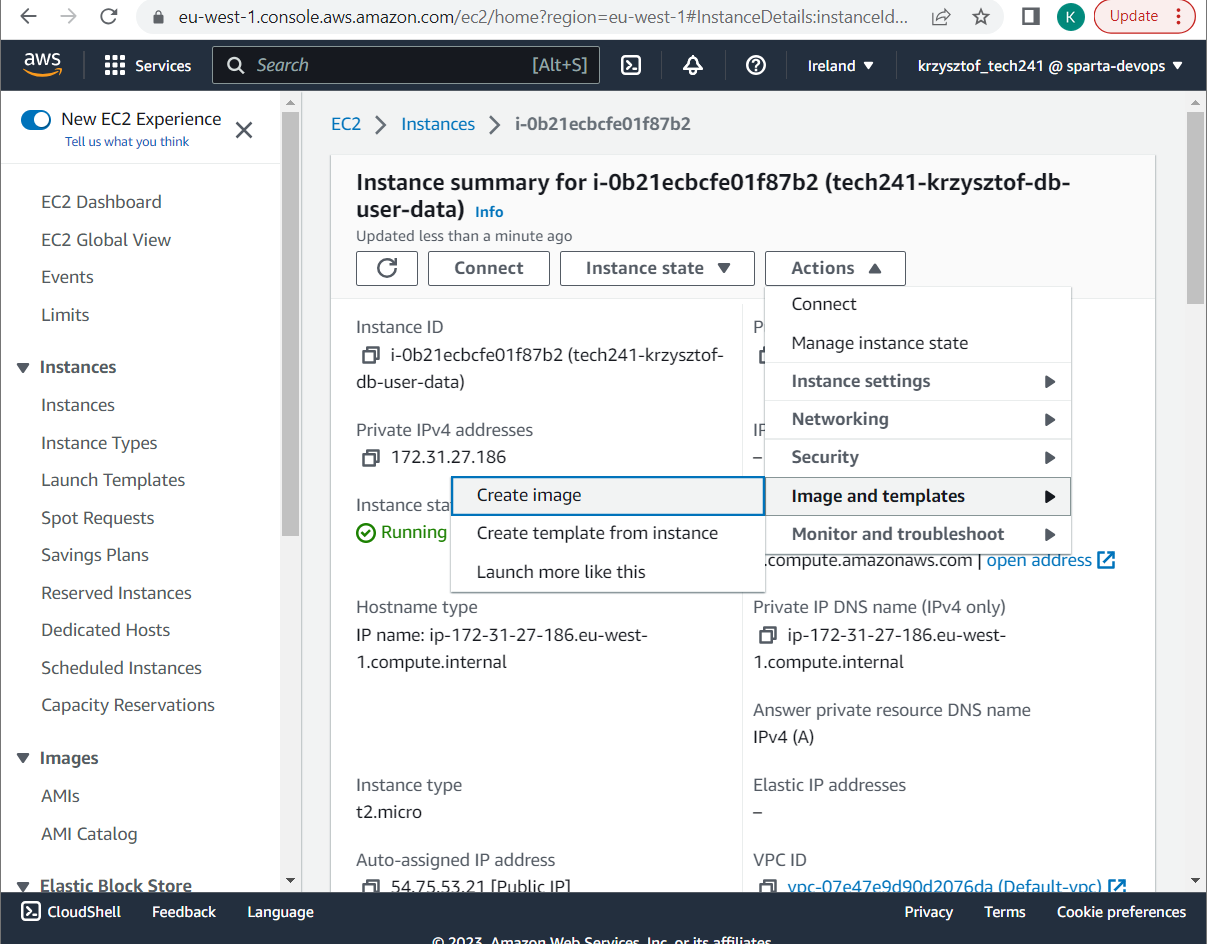 eu-west-1.console.aws.amazon.com/ec2/home?region=eu-west-1#InstanceDetails:instanceId...
K
Update
aws
Services
Search
[Alt+S]
Ireland
krzysztof_tech241 @ sparta-devops
New EC2 Experience
Tell us what you think
EC2 Dashboard
EC2 Global View
Events
Limits
Instances
Instances
Instance Types
Launch Templates
Spot Requests
Savings Plans
Reserved Instances
Dedicated Hosts
Scheduled Instances
Capacity Reservations
Images
AMIs
AMI Catalog
Elastic Block Store
EC2
Instances
i-0b21ecbcfe01f87b2
Instance summary for i-0b21ecbcfe01f87b2 (tech241-krzysztof-db-
user-data) Info
Updated less than a minute ago
Connect
Instance state
Actions
Connect
Manage instance state
Instance settings
Networking
Security
Image and templates
Monitor and troubleshoot
Create image
Create template from instance
Launch more like this
Instance ID
i-0b21ecbcfe01f87b2 (tech241-krzysztof-
db-user-data)
Private IPv4 addresses
172.31.27.186
Instance sta
Running
.compute.amazonaws.com | open address
Hostname type
IP name: ip-172-31-27-186.eu-west-
1.compute.internal
Private IP DNS name (IPv4 only)
ip-172-31-27-186.eu-west-
1.compute.internal
Answer private resource DNS name
IPv4 (A)
Instance type
t2.micro
Elastic IP addresses
–
Auto-assigned IP address
54.75.53.21 [Public IP]
VPC ID
vpc-07e47e9d90d2076da (Default-vpc)
CloudShell
Feedback
Language
Privacy
Terms
Cookie preferences
© 2023, Amazon Web Services, Inc. or its affiliates.